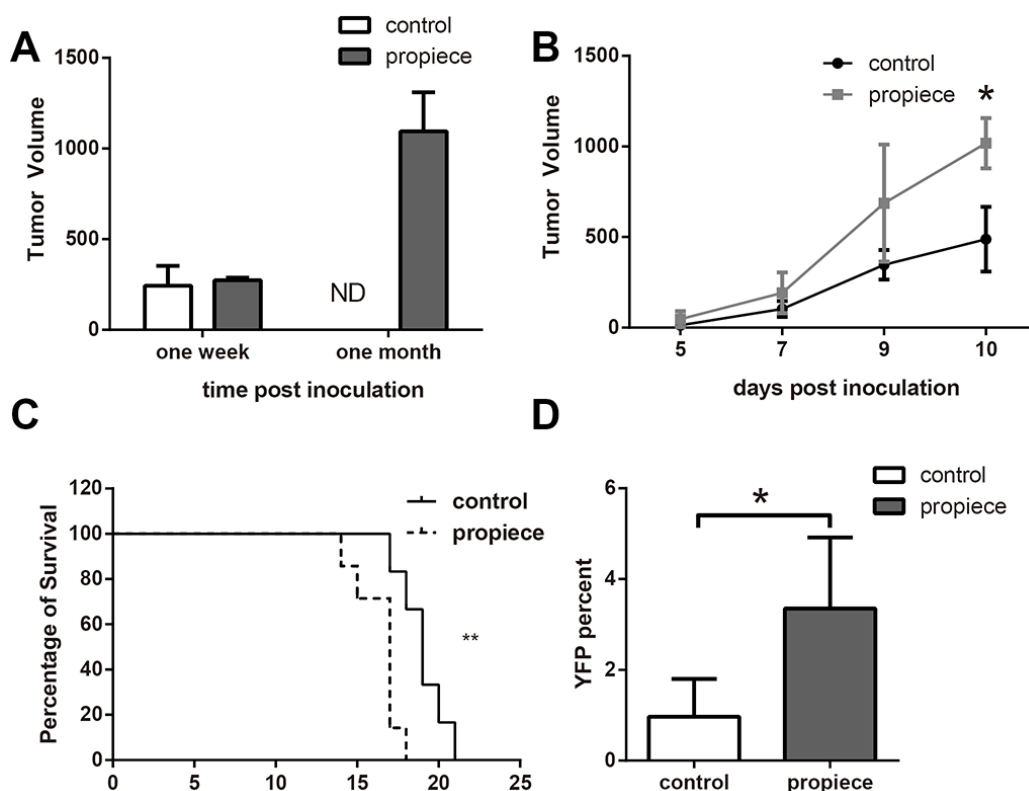 A
control
propiece
Tumor Volume
1500
1000
500
0
ND
one week
one month
time post inoculation
B
control
propiece
*
Tumor Volume
1500
1000
500
0
5
7
9
10
days post inoculation
C
control
propiece
Percentage of Survival
120
100
80
60
40
20
0
**
0
5
10
15
20
25
D
control
propiece
*
YFP percent
6
4
2
0
control
propiece